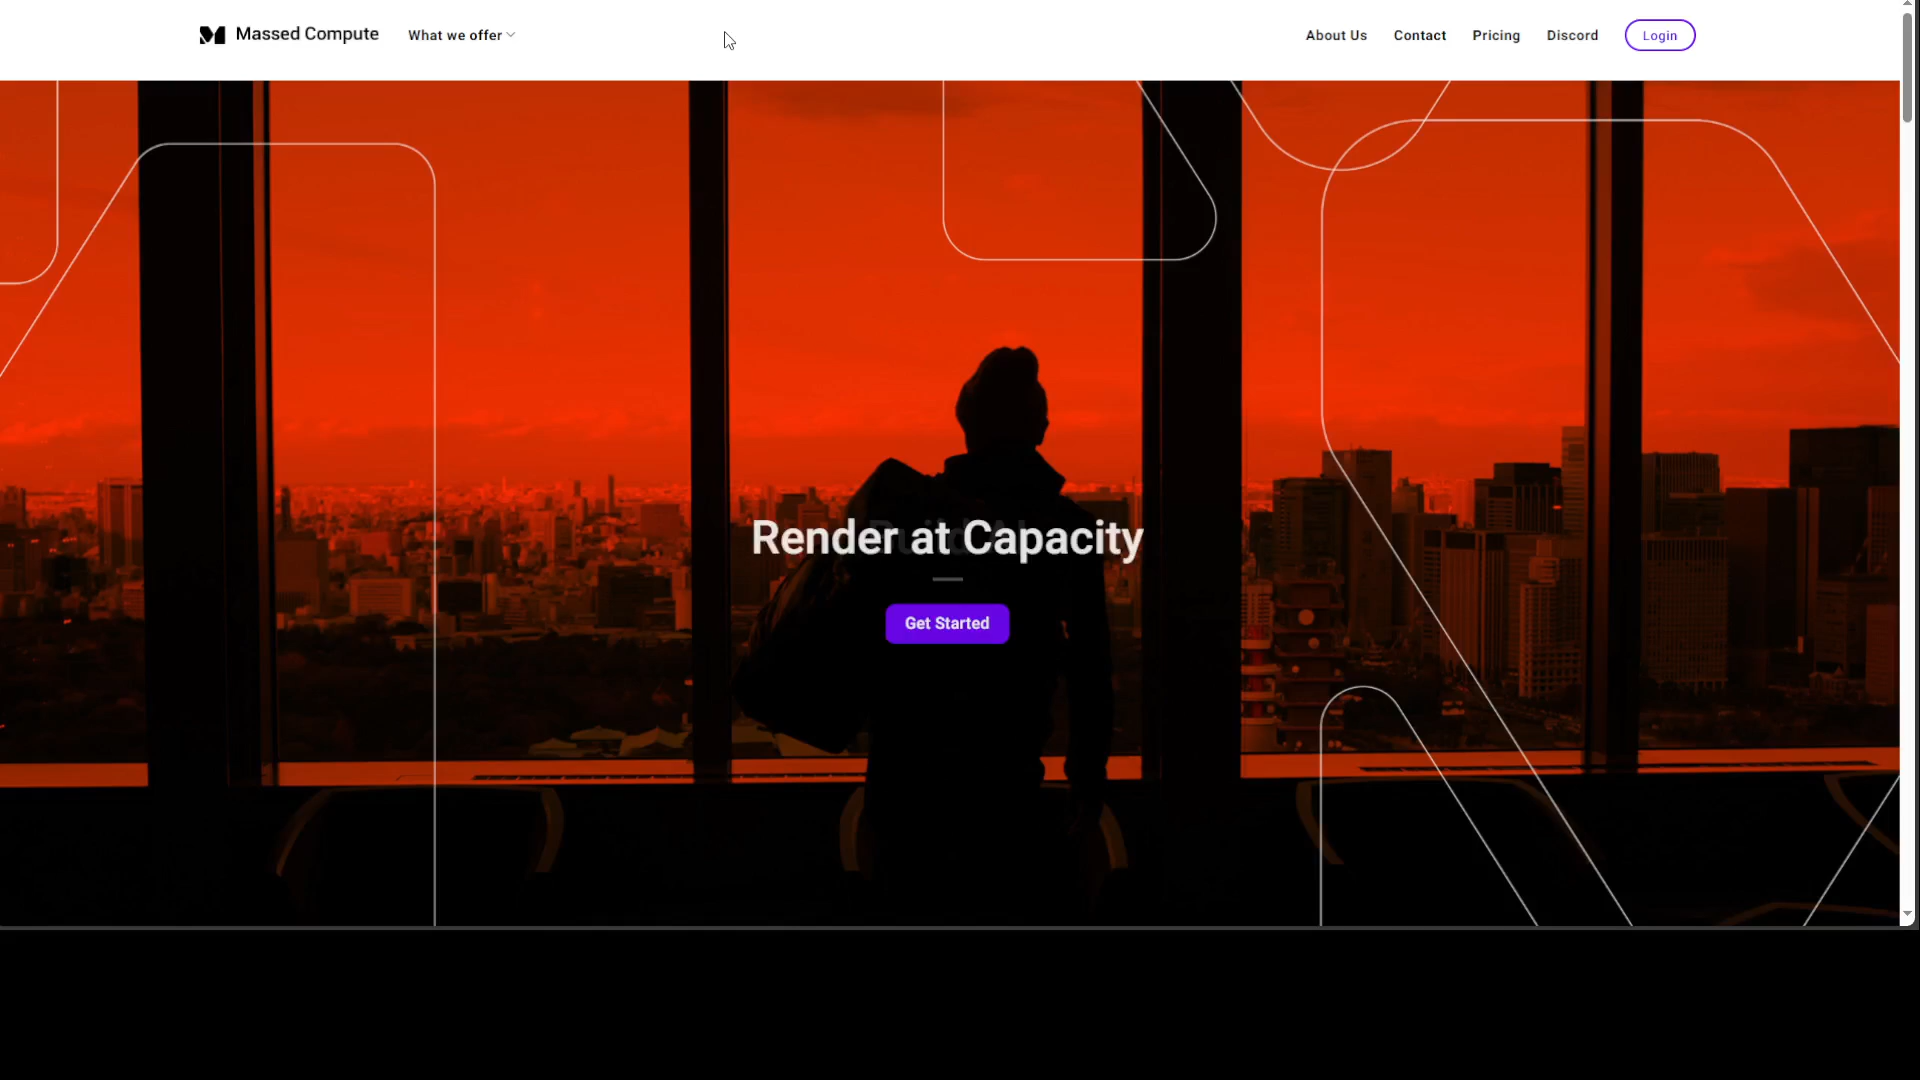 Massed Compute
What we offer
About Us
Contact
Pricing
Discord
Login
Render at Capacity
Get Started